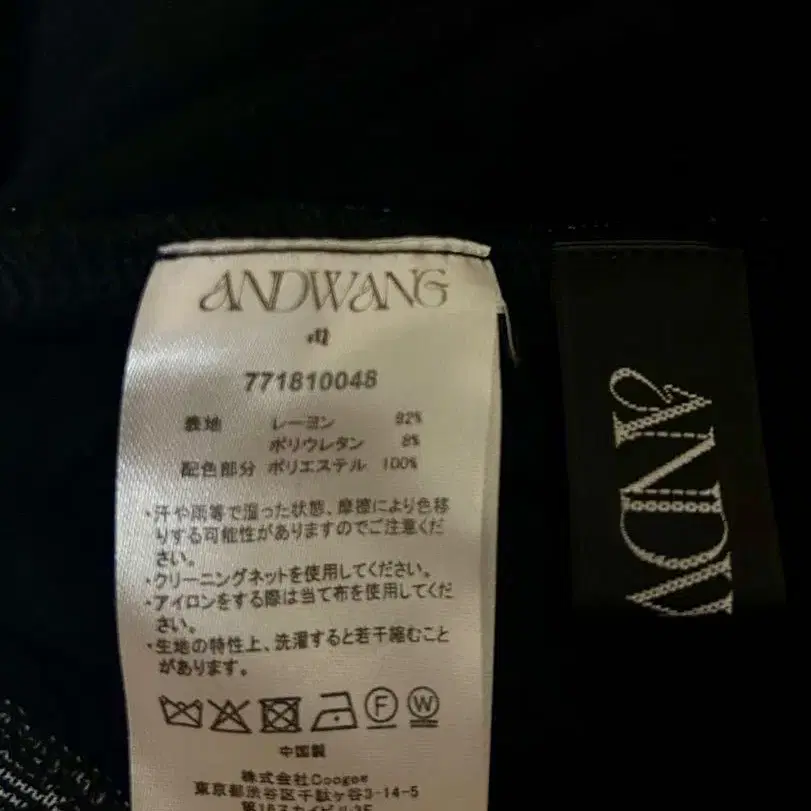 ANDWANG
771810048
表地 レーヨン 92%
ポリウレタン 8%
配色部分 ポリエステル 100%
・汗や雨等で湿った状態、摩擦により色移
りする可能性がありますのでご注意くだ
さい。
・クリーニングネットを使用してください。
・アイロンをする際は当て布を使用してくだ
さい。
・生地の特性上、洗濯すると若干縮むこと
があります。
F W
中国製
株式会社Coogee
東京都渋谷区千駄ヶ谷3-14-5
ANDW